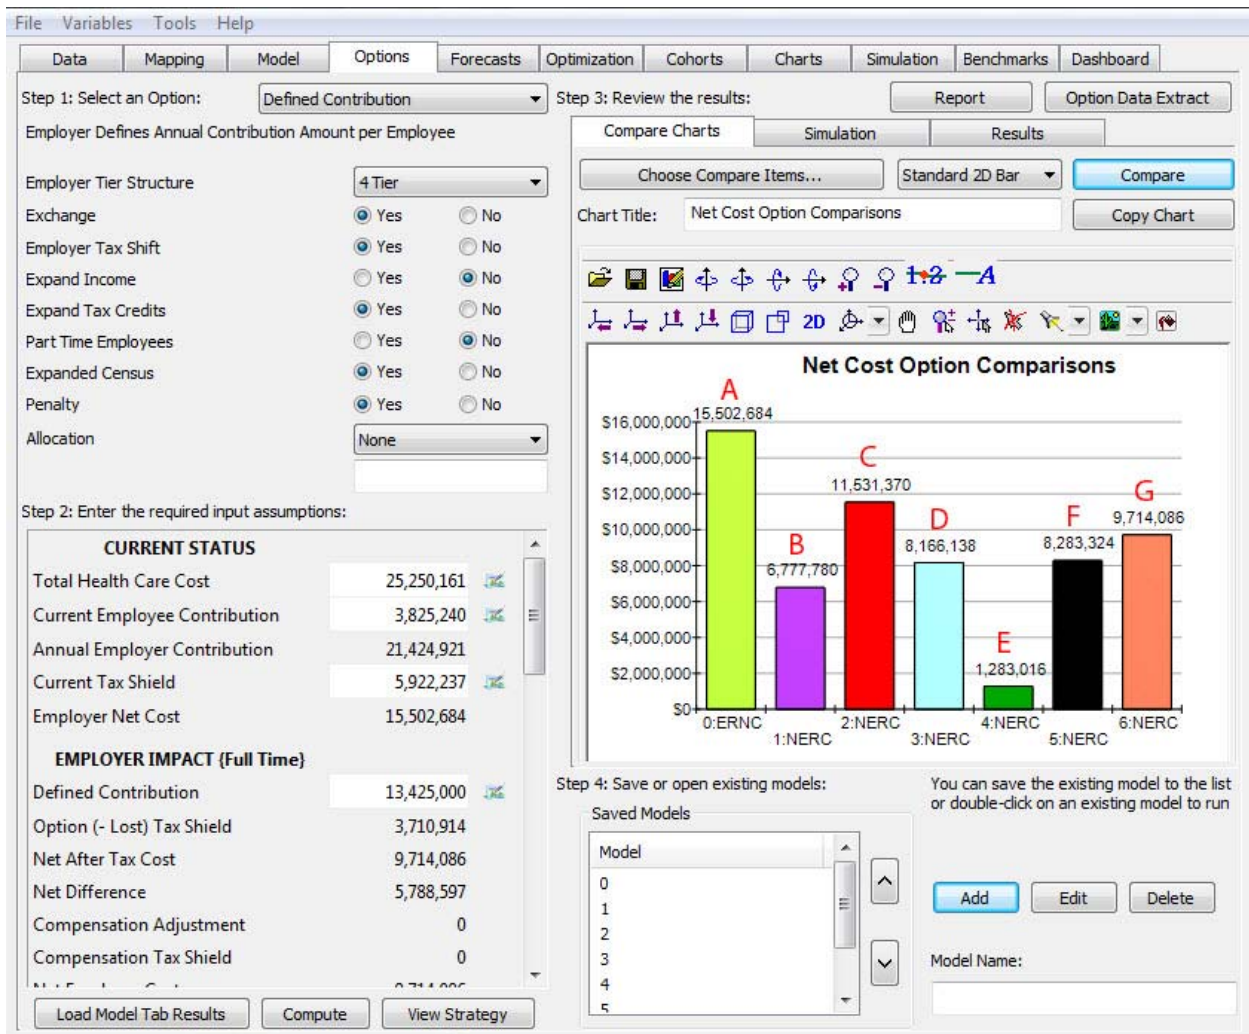 File Variables Tools Help
Data Mapping Model Options Forecasts Optimization Cohorts Charts Simulation Benchmarks Dashboard
Step 1: Select an Option: Defined Contribution
Employer Defines Annual Contribution Amount per Employee
Employer Tier Structure 4 Tier
Exchange Yes No
Employer Tax Shift Yes No
Expand Income Yes No
Expand Tax Credits Yes No
Part Time Employees Yes No
Expanded Census Yes No
Penalty Yes No
Allocation None
Step 2: Enter the required input assumptions:
CURRENT STATUS
Total Health Care Cost 25,250,161
Current Employee Contribution 3,825,240
Annual Employer Contribution 21,424,921
Current Tax Shield 5,922,237
Employer Net Cost 15,502,684
EMPLOYER IMPACT {Full Time}
Defined Contribution 13,425,000
Option (- Lost) Tax Shield 3,710,914
Net After Tax Cost 9,714,086
Net Difference 5,788,597
Compensation Adjustment 0
Compensation Tax Shield 0
Load Model Tab Results Compute View Strategy
Step 3: Review the results: Report Option Data Extract
Compare Charts Simulation Results
Choose Compare Items... Standard 2D Bar Compare
Chart Title: Net Cost Option Comparisons Copy Chart
1.2 A
2D
Net Cost Option Comparisons
A
15,502,684
$16,000,000
$14,000,000
C
11,531,370
$12,000,000
G
9,714,086
$10,000,000
B D F
6,777,780 8,166,138 8,283,324
$8,000,000
$6,000,000
$4,000,000
E
1,283,016
$2,000,000
$0
0:ERNC 1:NERC 2:NERC 3:NERC 4:NERC 5:NERC 6:NERC
Step 4: Save or open existing models:
You can save the existing model to the list
or double-click on an existing model to run
Saved Models
Model
0
1
2
3
4
5
Add Edit Delete
Model Name: